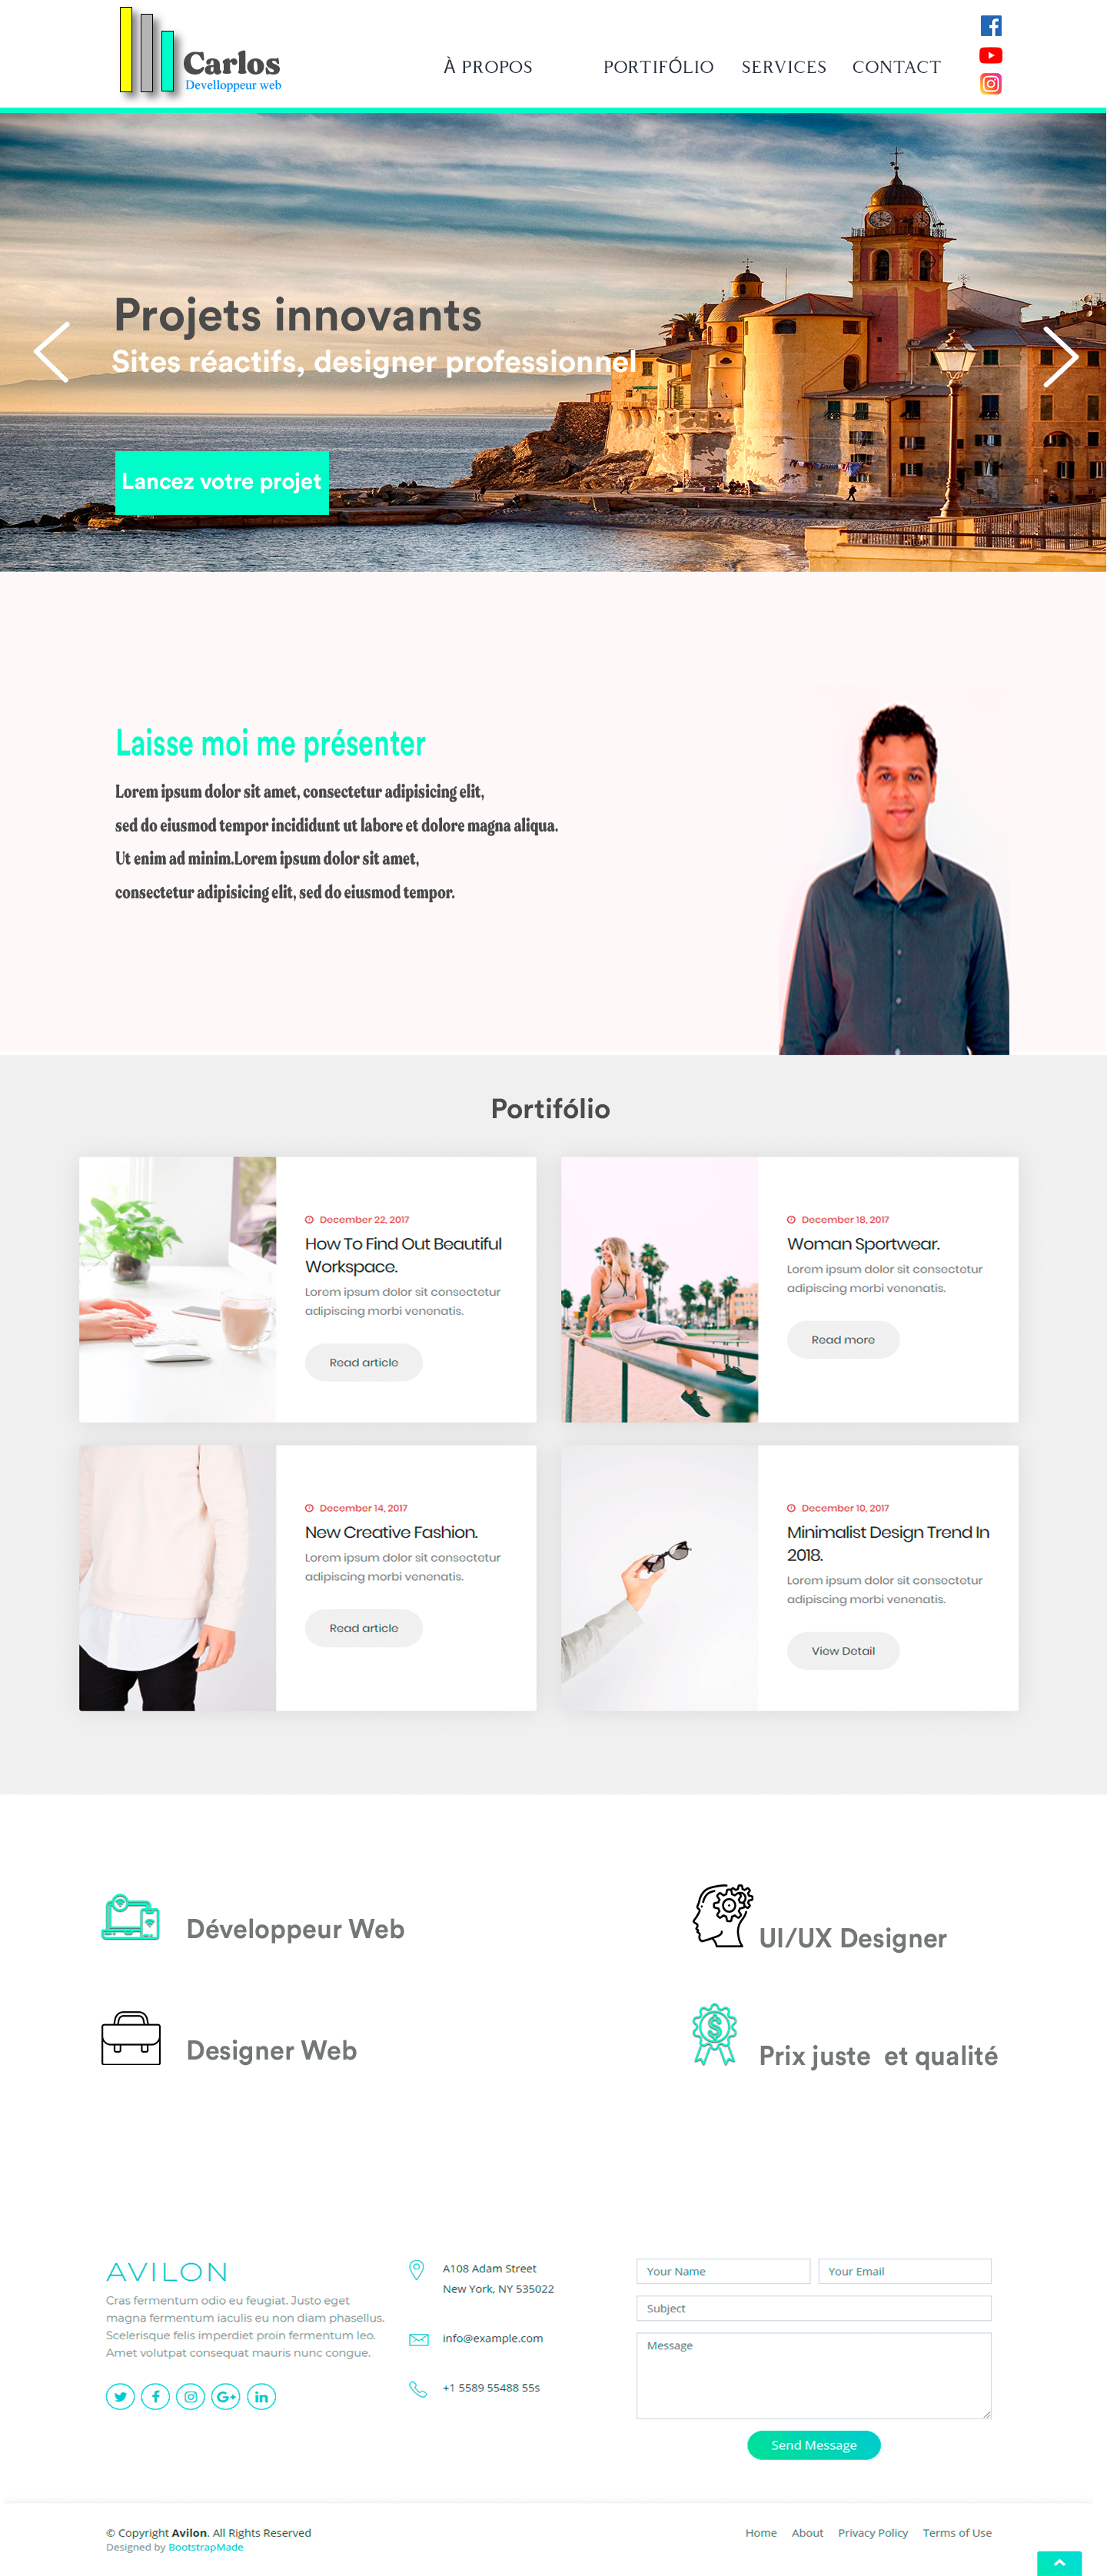 Carlos
Develloppeur web
À PROPOS
PORTIFÓLIO
SERVICES
CONTACT
Projets innovants
Sites réactifs, designer professionnel
Lancez votre projet
Laisse moi me présenter
Lorem ipsum dolor sit amet, consectetur adipisicing elit,
sed do eiusmod tempor incididunt ut labore et dolore magna aliqua.
Ut enim ad minim.Lorem ipsum dolor sit amet,
consectetur adipisicing elit, sed do eiusmod tempor.
Portifólio
December 22, 2017
How To Find Out Beautiful
Workspace.
Lorem ipsum dolor sit consectetur
adipiscing morbi venenatis.
Read article
December 18, 2017
Woman Sportwear.
Lorem ipsum dolor sit consectetur
adipiscing morbi venenatis.
Read more
December 14, 2017
New Creative Fashion.
Lorem ipsum dolor sit consectetur
adipiscing morbi venenatis.
Read article
December 10, 2017
Minimalist Design Trend In
2018.
Lorem ipsum dolor sit consectetur
adipiscing morbi venenatis.
View Detail
Développeur Web
UI/UX Designer
Designer Web
Prix juste et qualité
AVILON
Cras fermentum odio eu feugiat. Justo eget
magna fermentum iaculis eu non diam phasellus.
Scelerisque felis imperdiet proin fermentum leo.
Amet volutpat consequat mauris nunc congue.
A108 Adam Street
New York, NY 535022
info@example.com
+1 5589 55488 55s
Your Name
Your Email
Subject
Message
Send Message
© Copyright Avilon. All Rights Reserved
Designed by BootstrapMade
Home
About
Privacy Policy
Terms of Use